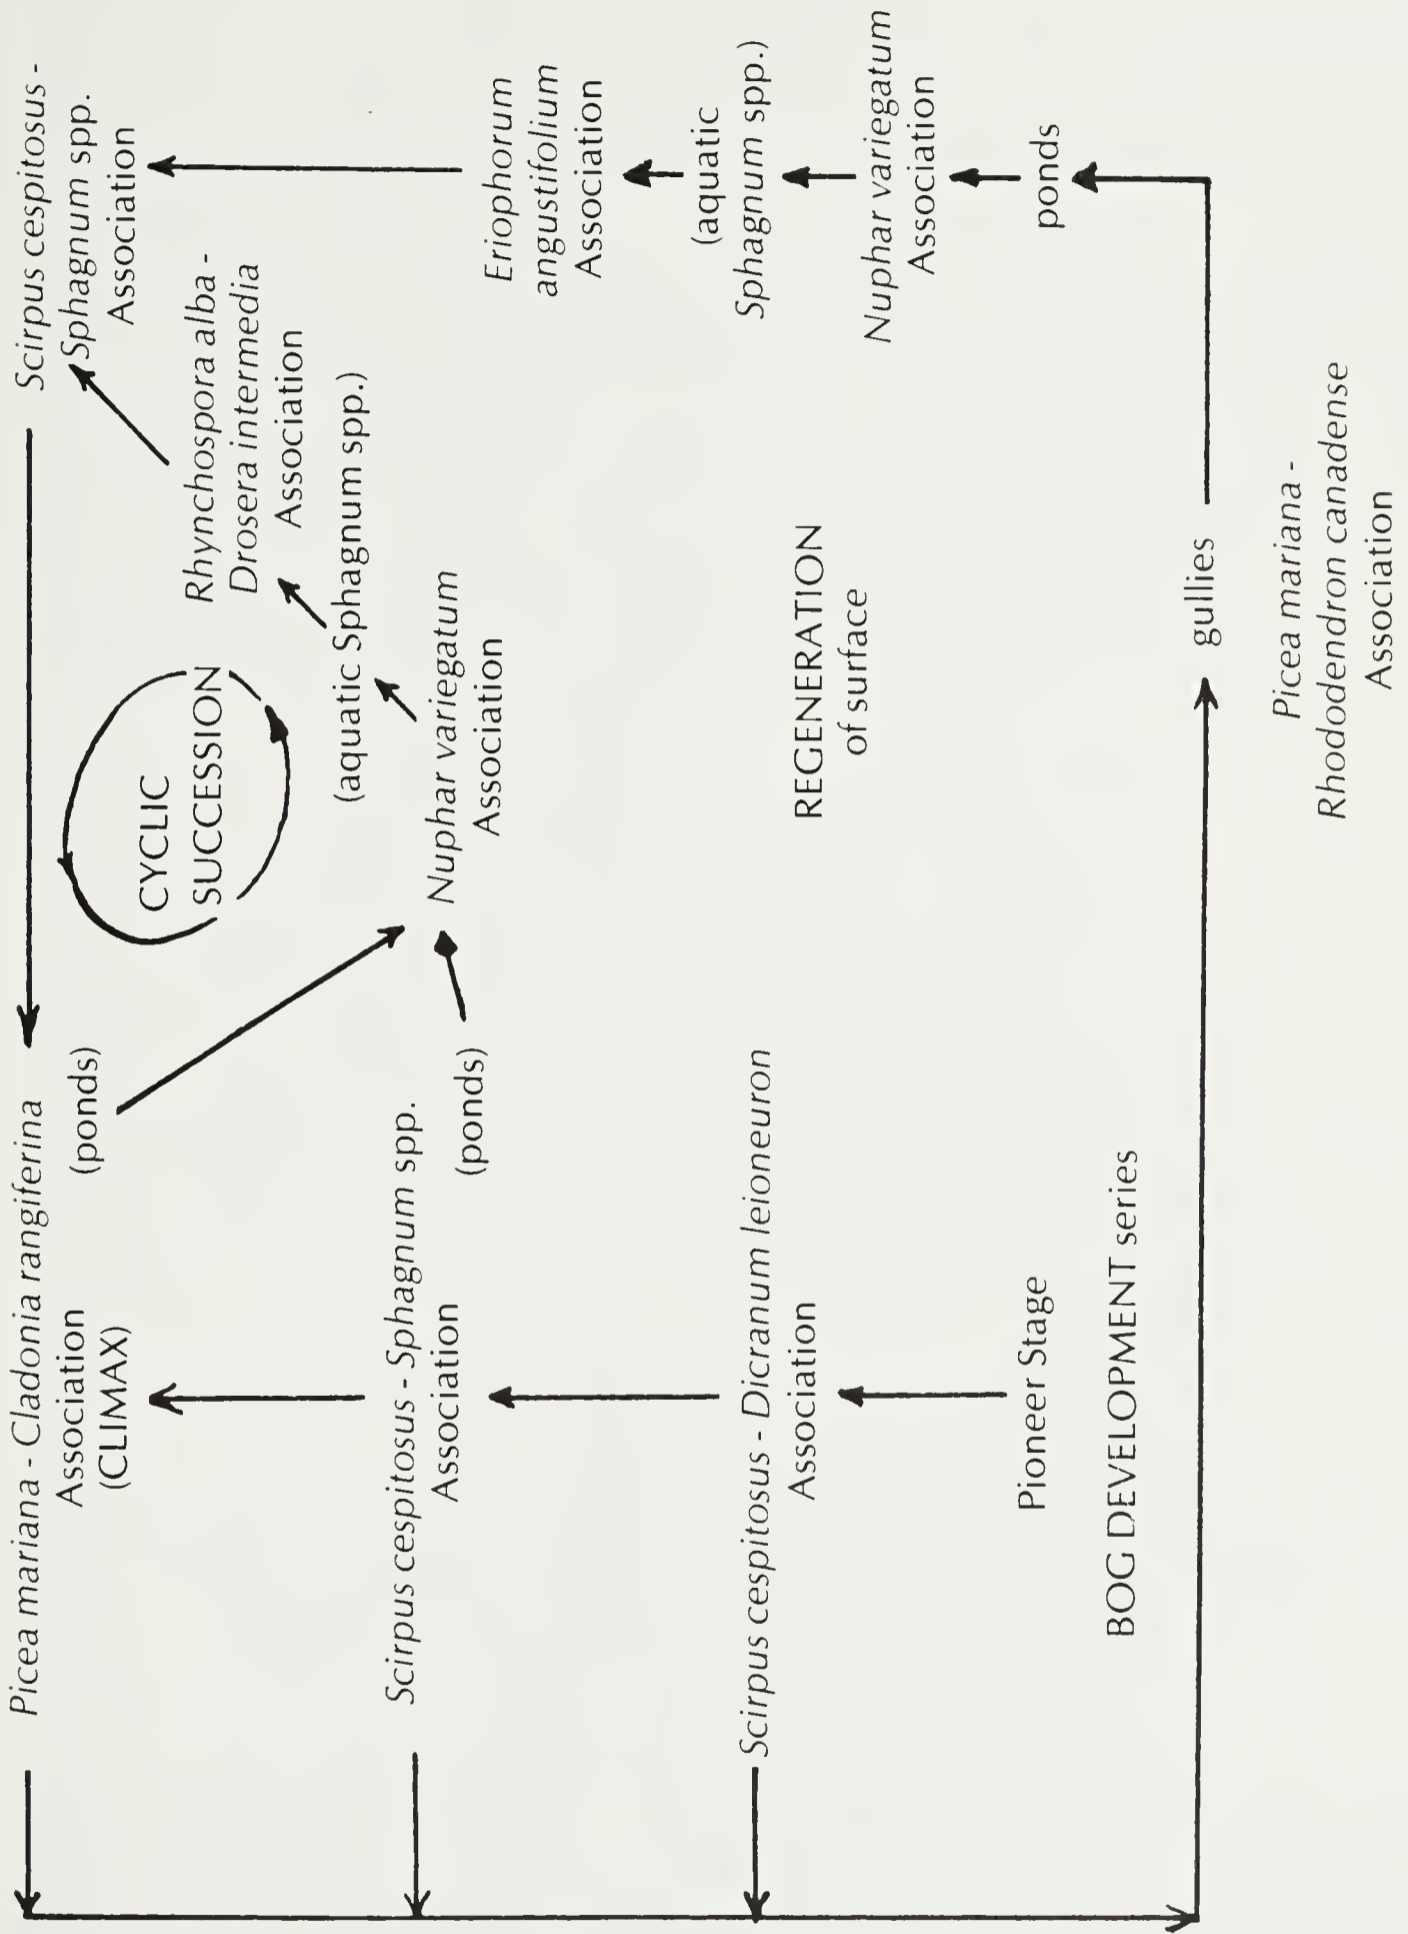 Picea mariana - Cladonia rangiferina
Association
(CLIMAX)
(ponds)
Scirpus cespitosus - Sphagnum spp.
Association
(ponds)
Scirpus cespitosus - Dicranum leioneuron
Association
Pioneer Stage
BOG DEVELOPMENT series
CYCLIC
SUCCESSION
Scirpus cespitosus -
Sphagnum spp.
Association
Rhynchospora alba -
Drosera intermedia
Association
(aquatic Sphagnum spp.)
Nuphar variegatum
Association
Eriophorum
angustifolium
Association
(aquatic
Sphagnum spp.)
Nuphar variegatum
Association
ponds
REGENERATION
of surface
gullies
Picea mariana -
Rhododendron canadense
Association